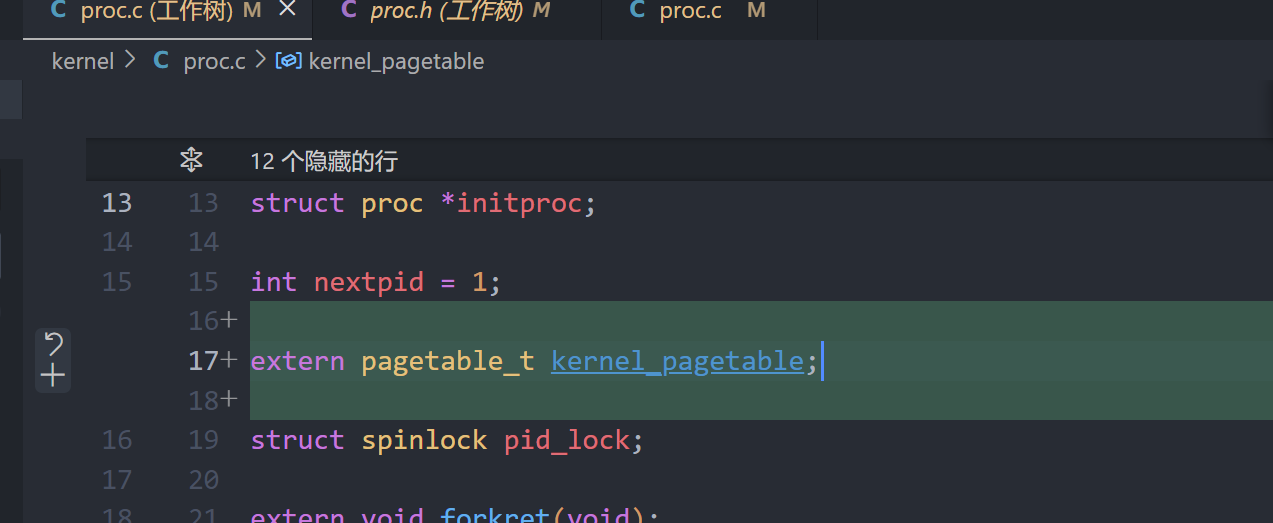 C proc.c (工作树) M × C proc.h (工作树) M C proc.c M
kernel > C proc.c > kernel_pagetable
12 个隐藏的行
13 13 struct proc *initproc;
14 14
15 15 int nextpid = 1;
16+
17+ extern pagetable_t kernel_pagetable;
18+
16 19 struct spinlock pid_lock;
17 20
18 21 extern void forkret(void);